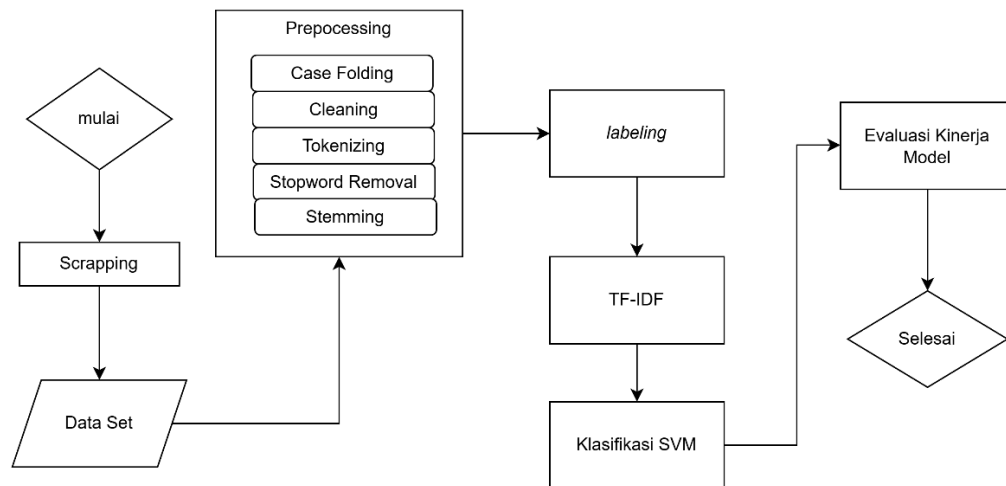 mulai
Scrapping
Data Set
Prepocessing
Case Folding
Cleaning
Tokenizing
Stopword Removal
Stemming
labeling
TF-IDF
Klasifikasi SVM
Evaluasi Kinerja
Model
Selesai